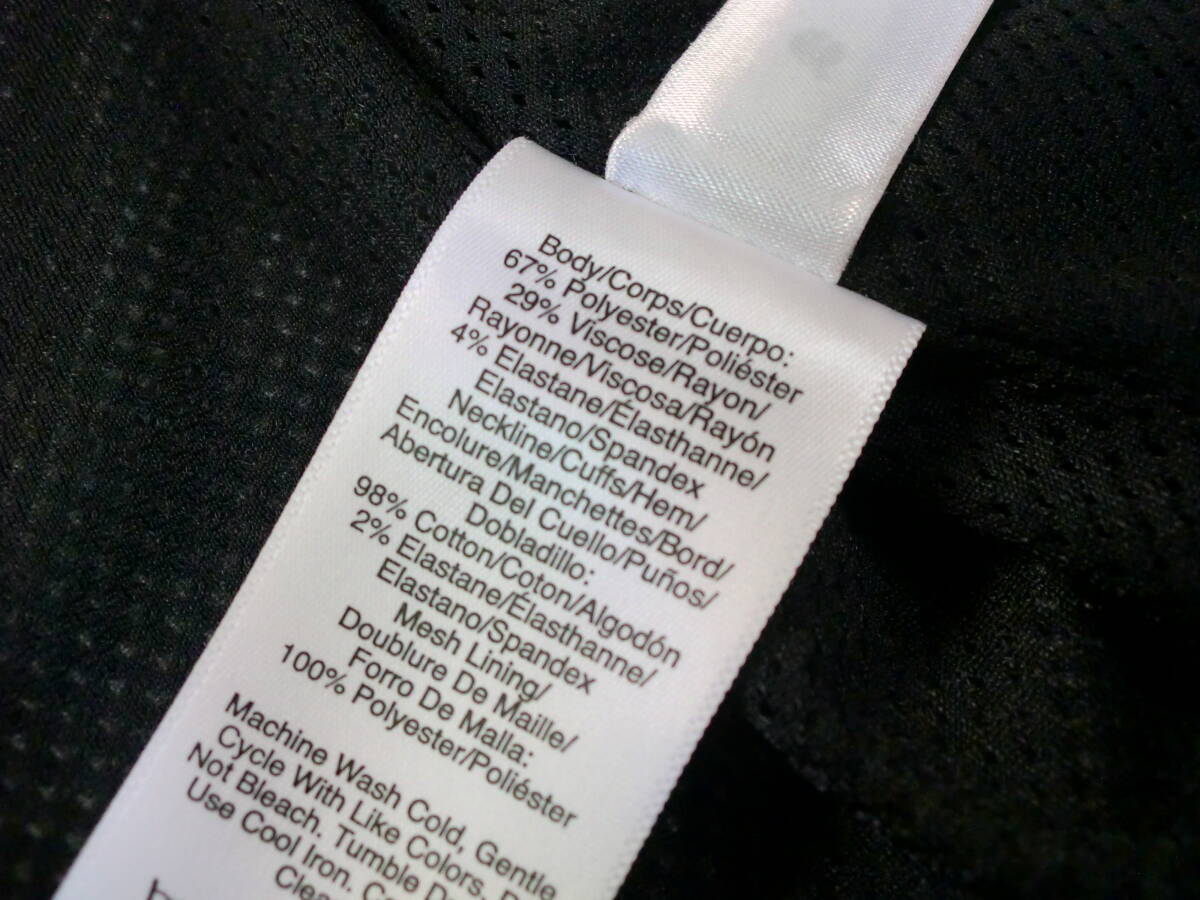 Body/Corps/Cuerpo:
67% Polyester/Poliéster
29% Viscose/Rayon/
Rayonne/Viscosa/Rayón
4% Elastane/Élasthanne/
Elastano/Spandex
Neckline/Cuffs/Hem/
Encolure/Manchettes/Bord/
Abertura Del Cuello/Puños/
Dobladillo:
98% Cotton/Coton/Algodón
2% Elastane/Élasthanne/
Elastano/Spandex
Mesh Lining/
Doublure De Maille/
Forro De Malla:
100% Polyester/Poliéster
Machine Wash Cold, Gentle
Cycle With Like Colors,
Not Bleach. Tumble
Use Cool Iron.